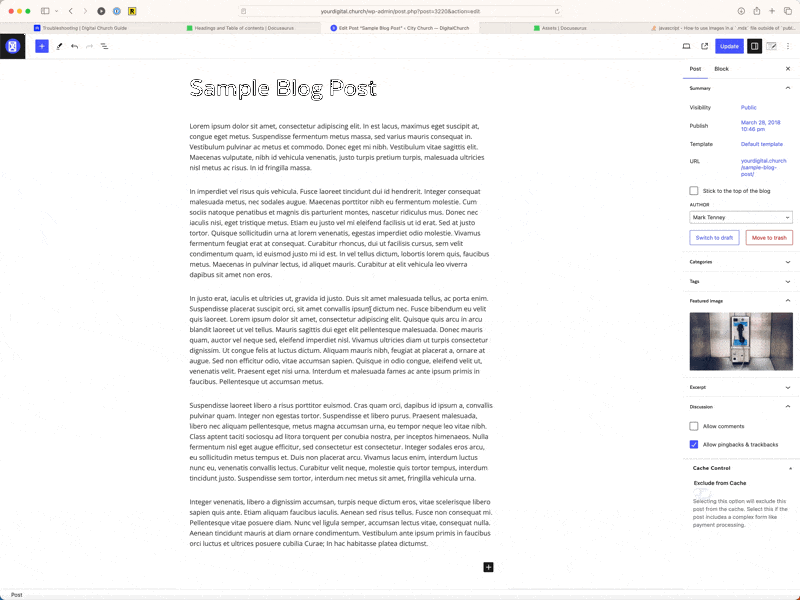 yourdigital.church/wp-admin/post.php?post=3220&action=edit
Troubleshooting | Digital Church Guide
Headings and Table of contents | Docusaurus
Edit Post "Sample Blog Post" ‹ City Church — DigitalChurch
Assets | Docusaurus
javascript - How to use images in a `.mdx` file outside of `publ...
Update
Sample Blog Post
Lorem ipsum dolor sit amet, consectetur adipiscing elit. In est lacus, maximus eget suscipit at,
congue eget metus. Suspendisse fermentum metus massa, sed varius mauris consequat in.
Vestibulum pulvinar ac metus et commodo. Donec eget mi nibh. Vestibulum vitae sagittis elit.
Maecenas vulputate, nibh id vehicula venenatis, justo turpis pretium turpis, malesuada ultricies
nisl metus ac risus. In id fringilla massa.
In imperdiet vel risus quis vehicula. Fusce laoreet tincidunt dui id hendrerit. Integer consequat
malesuada metus, nec sodales augue. Maecenas porttitor nibh eu fermentum molestie. Cum
sociis natoque penatibus et magnis dis parturient montes, nascetur ridiculus mus. Donec nec
iaculis nisi, eget tristique metus. Etiam eu justo vel mi eleifend facilisis ut id erat. Sed at justo
tortor. Quisque sollicitudin urna at lorem venenatis, egestas imperdiet odio molestie. Vivamus
fermentum feugiat erat at consequat. Curabitur rhoncus, dui ut facilisis cursus, sem velit
condimentum quam, id euismod justo mi id est. In vel tellus dictum, lobortis lorem quis, faucibus
metus. Maecenas in pulvinar lectus, id aliquet mauris. Curabitur at elit vehicula leo viverra
dapibus sit amet non eros.
In justo erat, iaculis et ultricies ut, gravida id justo. Duis sit amet malesuada tellus, ac porta enim.
Suspendisse placerat suscipit orci, sit amet convallis ipsum dictum nec. Fusce bibendum eu velit
quis laoreet. Lorem ipsum dolor sit amet, consectetur adipiscing elit. Quisque quis arcu in arcu
blandit laoreet ut vel tellus. Mauris sagittis dui eget elit pellentesque malesuada. Donec mauris
quam, auctor vel neque sed, eleifend imperdiet nisl. Vivamus ultricies diam ut turpis consectetur
dignissim. Ut congue felis at luctus dictum. Aliquam mauris nibh, feugiat at placerat a, ornare at
augue. Sed non efficitur odio, vitae accumsan sapien. Quisque in odio congue, eleifend velit ut,
venenatis velit. Praesent eget nisi urna. Interdum et malesuada fames ac ante ipsum primis in
faucibus. Pellentesque ut accumsan metus.
Suspendisse laoreet libero a risus porttitor euismod. Cras quam orci, dapibus id ipsum a, convallis
pulvinar quam. Integer non egestas tortor. Suspendisse et libero purus. Praesent malesuada,
libero nec aliquam pellentesque, metus magna accumsan urna, eu tempor neque leo vitae nibh.
Class aptent taciti sociosqu ad litora torquent per conubia nostra, per inceptos himenaeos. Nulla
fermentum nisl eget augue efficitur, sed consectetur est consectetur. Integer sodales eros arcu,
eu sollicitudin metus tempus et. Duis non placerat arcu. Vivamus lacus enim, interdum luctus
nunc eu, venenatis convallis lectus. Curabitur velit neque, molestie quis tortor tempus, interdum
tincidunt justo. Suspendisse sem tortor, interdum nec metus sit amet, fringilla vehicula urna.
Integer venenatis, libero a dignissim accumsan, turpis neque dictum eros, vitae scelerisque libero
sapien quis ante. Etiam aliquam faucibus iaculis. Aenean sed risus tellus. Fusce non consequat mi.
Pellentesque vitae posuere diam. Nunc vel ligula semper, accumsan lectus vitae, consequat nulla.
Aenean tincidunt mauris at diam ornare condimentum. Vestibulum ante ipsum primis in faucibus
orci luctus et ultrices posuere cubilia Curae; In hac habitasse platea dictumst.
Post
Block
Summary
Visibility
Public
Publish
March 28, 2018
10:46 pm
Template
Default template
URL
yourdigital.church
/sample-blog-
post/
Stick to the top of the blog
AUTHOR
Mark Tenney
Switch to draft
Move to trash
Categories
Tags
Featured image
Excerpt
Discussion
Allow comments
Allow pingbacks & trackbacks
Cache Control
Exclude from Cache
Selecting this option will exclude this
post from the cache. Select this if the
post includes a complex form like
payment processing.
Post